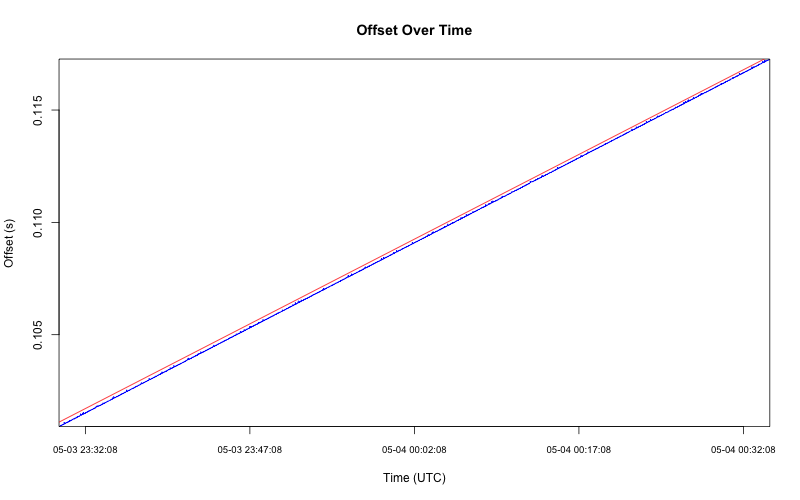 Offset Over Time
Offset (s)
0.115
0.110
0.105
05-03 23:32:08
05-03 23:47:08
05-04 00:02:08
05-04 00:17:08
05-04 00:32:08
Time (UTC)